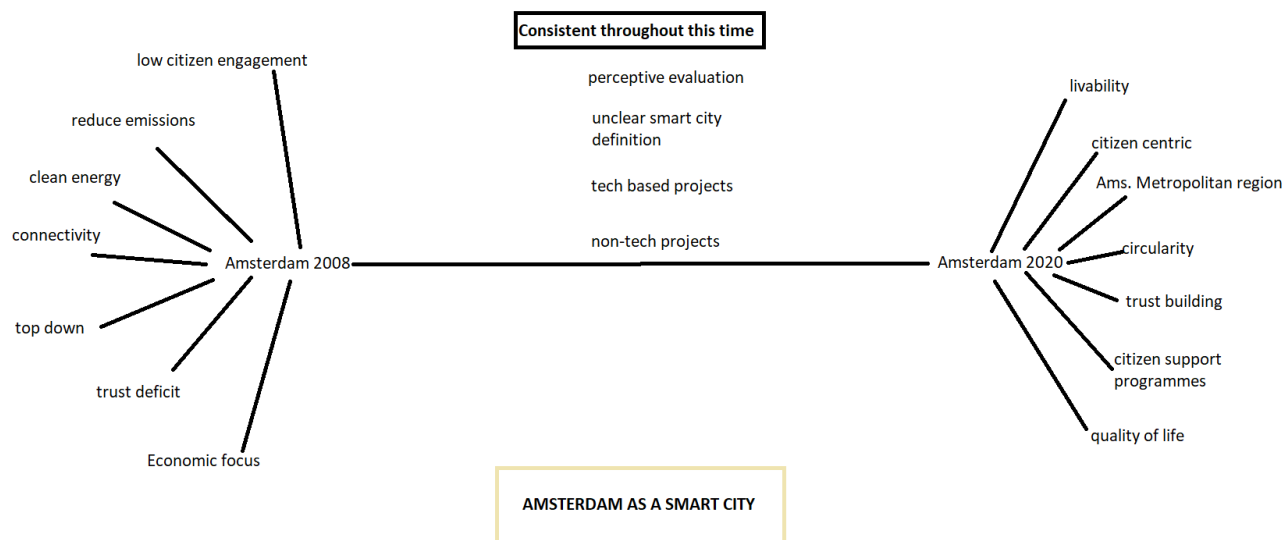 Consistent throughout this time
low citizen engagement
perceptive evaluation
livability
reduce emissions
unclear smart city
definition
citizen centric
clean energy
tech based projects
Ams. Metropolitan region
connectivity
non-tech projects
circularity
Amsterdam 2008
Amsterdam 2020
trust building
top down
citizen support
programmes
trust deficit
quality of life
Economic focus
AMSTERDAM AS A SMART CITY